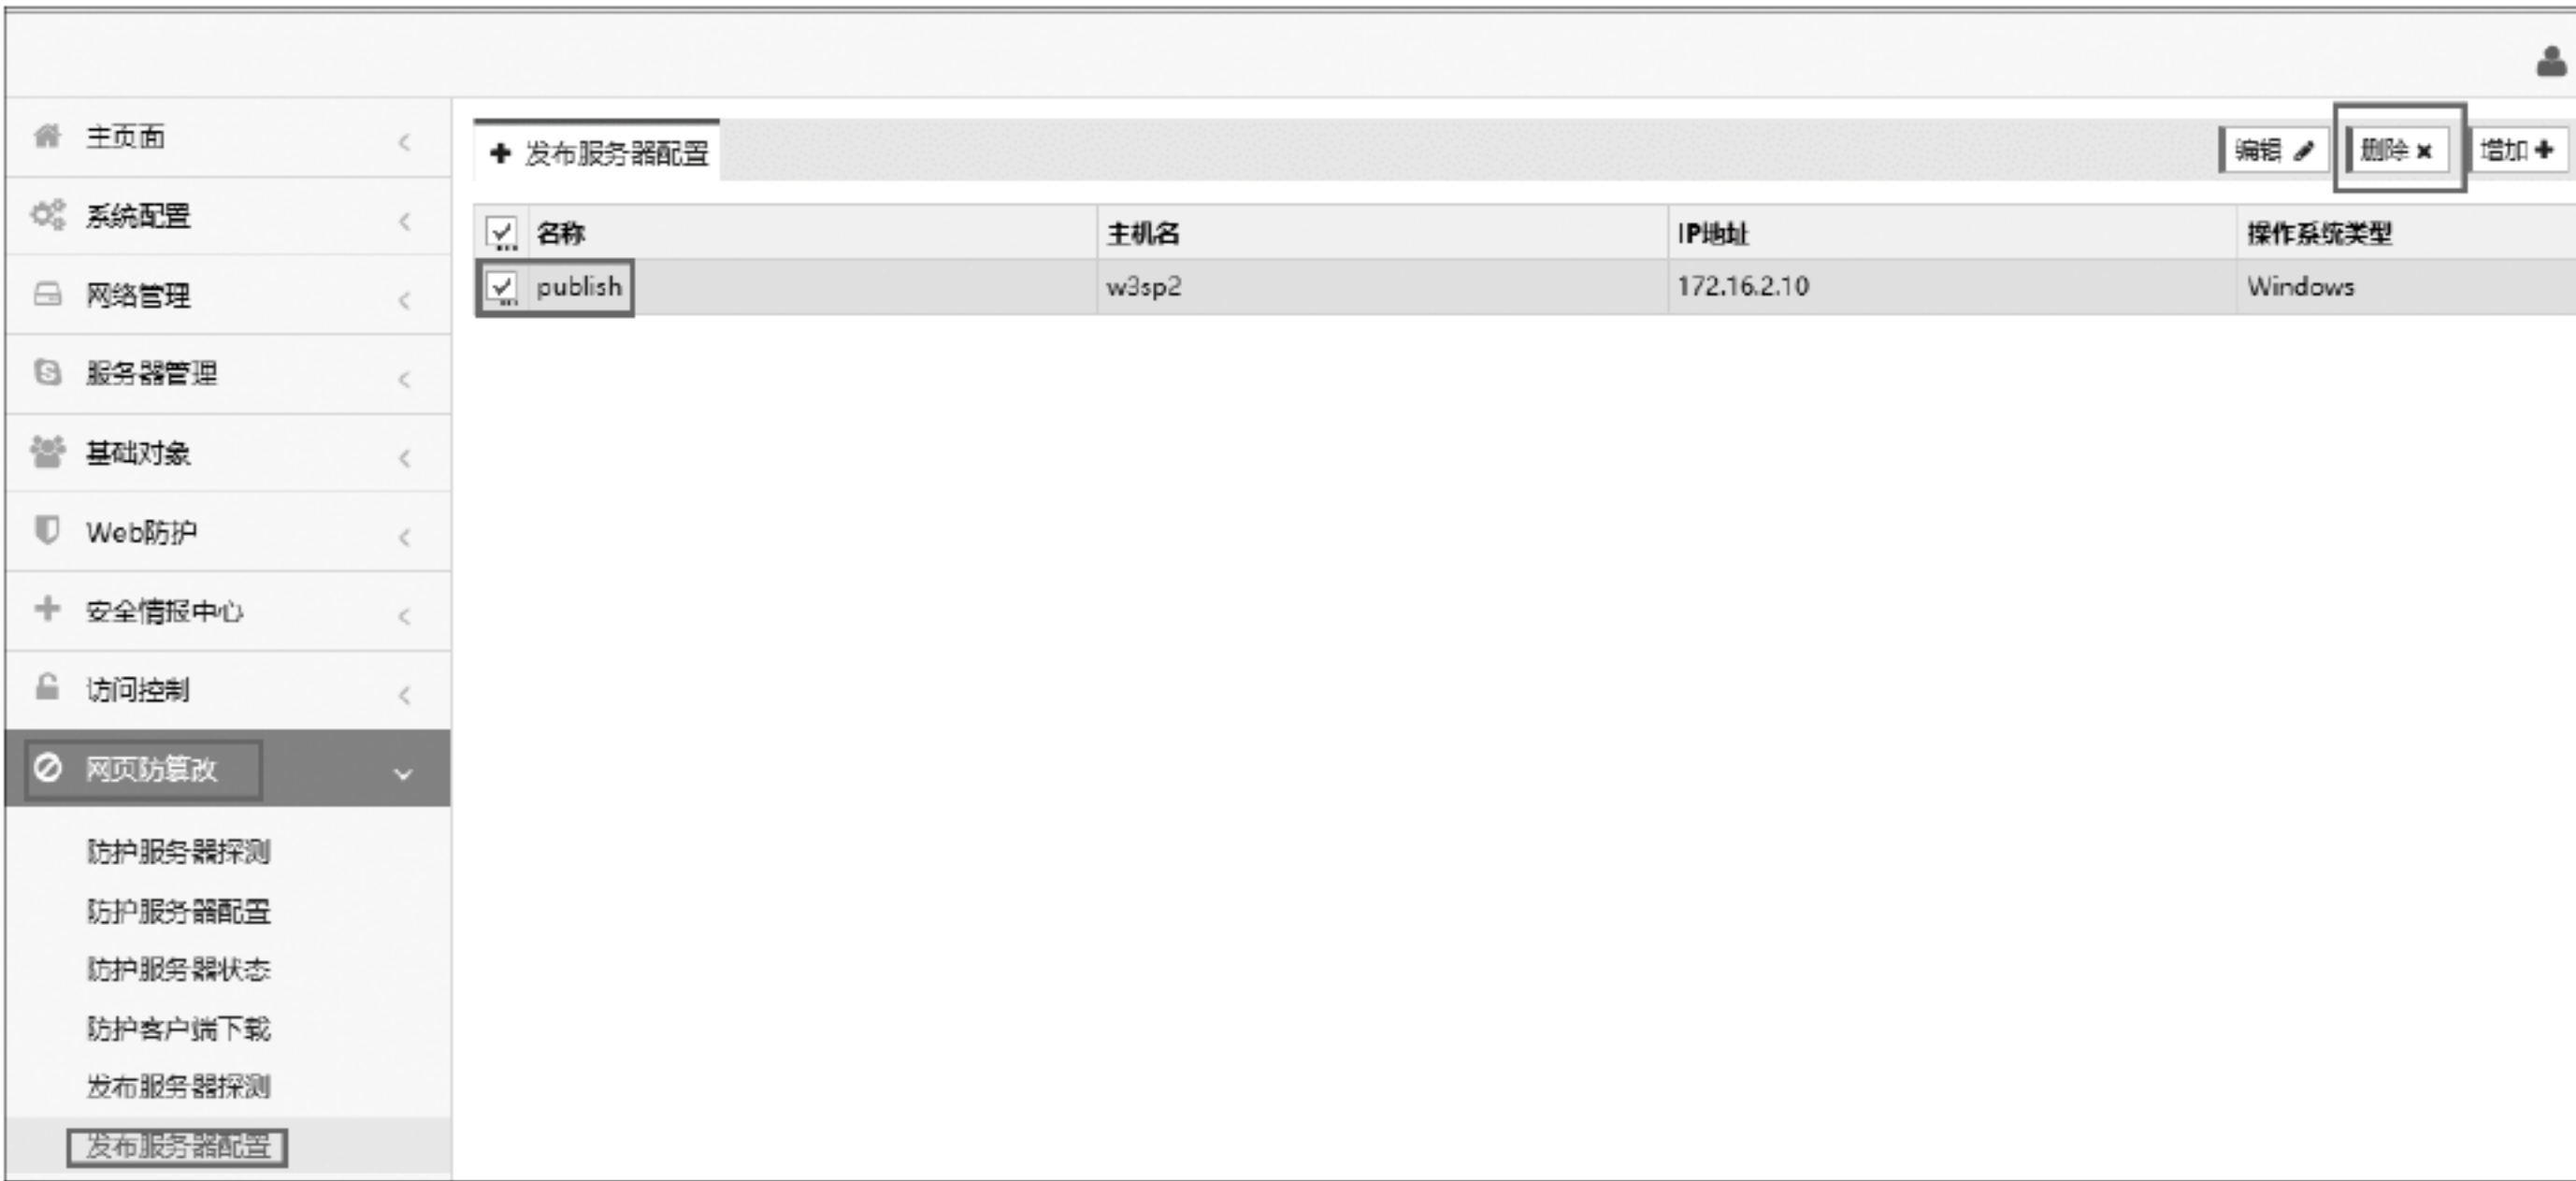 主页面
系统配置
网络管理
服务器管理
基础对象
Web防护
安全情报中心
访问控制
网页防篡改
防护服务器探测
防护服务器配置
防护服务器状态
防护客户端下载
发布服务器探测
发布服务器配置
发布服务器配置
编辑 删除 增加
名称 主机名 IP地址 操作系统类型
publish w3sp2 172.16.2.10 Windows